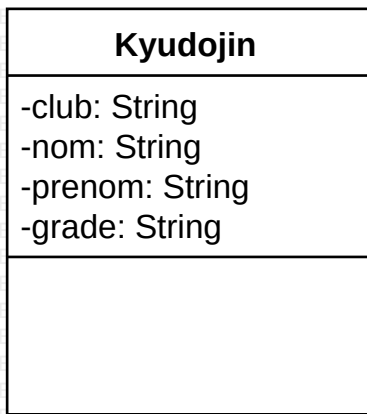 Kyudojin
-club: String
-nom: String
-prenom: String
-grade: String